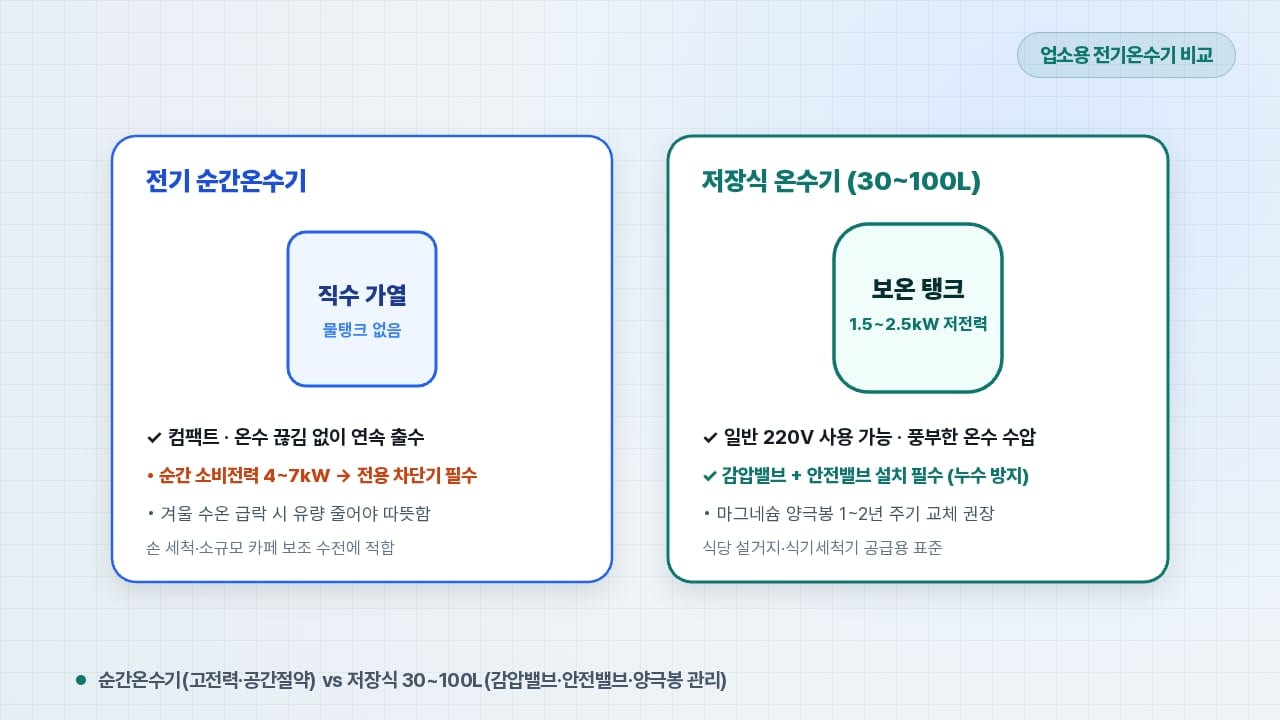 업소용 전기온수기 비교
전기 순간온수기
직수 가열
물탱크 없음
✓ 컴팩트 · 온수 끊김 없이 연속 출수
• 순간 소비전력 4~7kW → 전용 차단기 필수
• 겨울 수온 급락 시 유량 줄어야 따뜻함
손 세척·소규모 카페 보조 수전에 적합
저장식 온수기 (30~100L)
보온 탱크
1.5~2.5kW 저전력
✓ 일반 220V 사용 가능 · 풍부한 온수 수압
✓ 감압밸브 + 안전밸브 설치 필수 (누수 방지)
• 마그네슘 양극봉 1~2년 주기 교체 권장
식당 설거지·식기세척기 공급용 표준
● 순간온수기(고전력·공간절약) vs 저장식 30~100L(감압밸브·안전밸브·양극봉 관리)